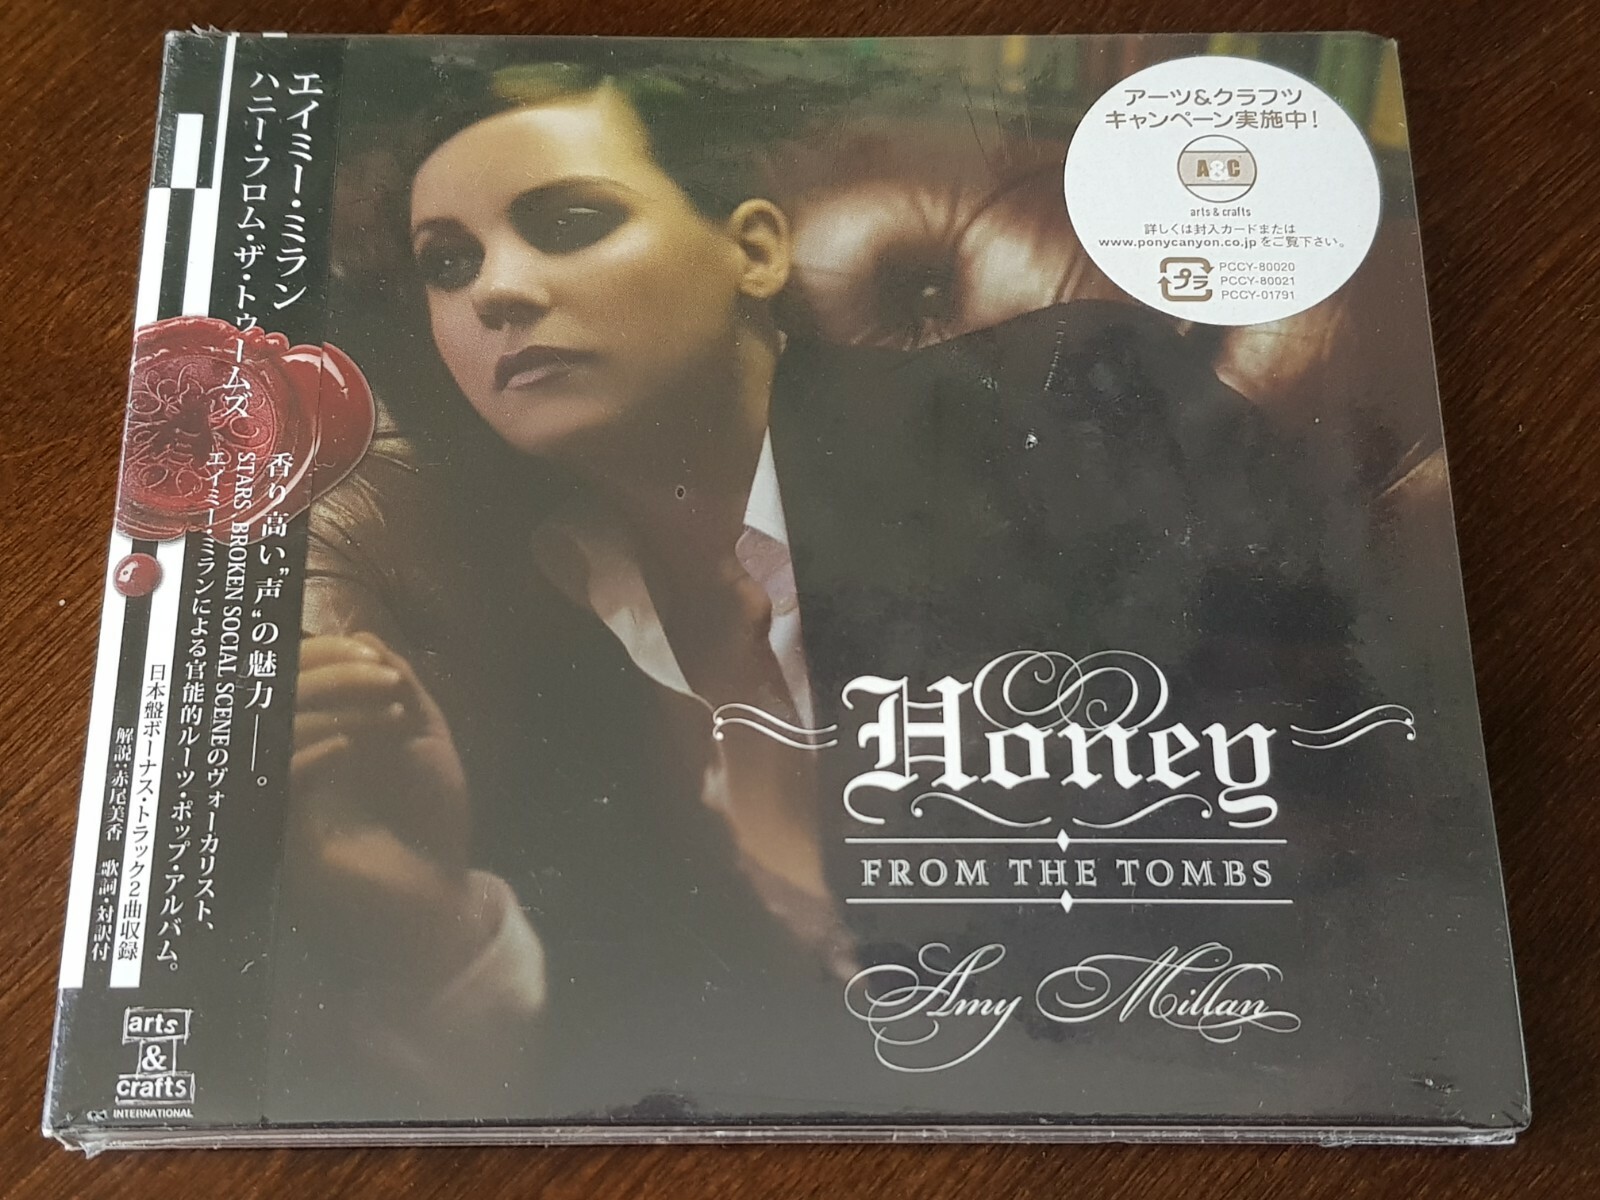 エイミー・ミラン
ハニー・フロム・ザ・トゥームズ
香り高い”声“の魅力——。
STARS BROKEN SOCIAL SCENEのヴォーカリスト、
エイミー・ミランによる官能的ルーツ・ポップ・アルバム。
日本盤ボーナス・トラック2曲収録
解説:赤尾美香 歌詞・対訳付
arts
&
crafts
INTERNATIONAL
アーツ&クラフツ
キャンペーン実施中!
A&C
arts & crafts
詳しくは封入カードまたは
www.ponycanyon.co.jp をご覧下さい。
プラ
PCCY-80020
PCCY-80021
PCCY-01791
Honey
FROM THE TOMBS
Amy Millan